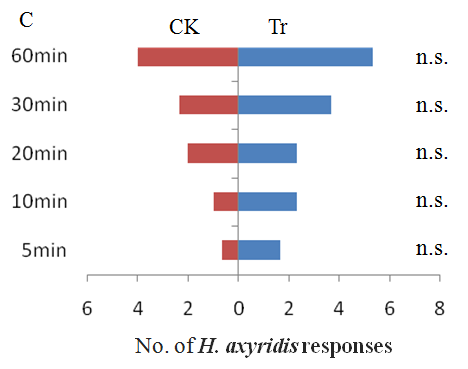 C
CK Tr
60min n.s.
30min n.s.
20min n.s.
10min n.s.
5min n.s.
6 4 2 0 2 4 6 8
No. of H. axyridis responses